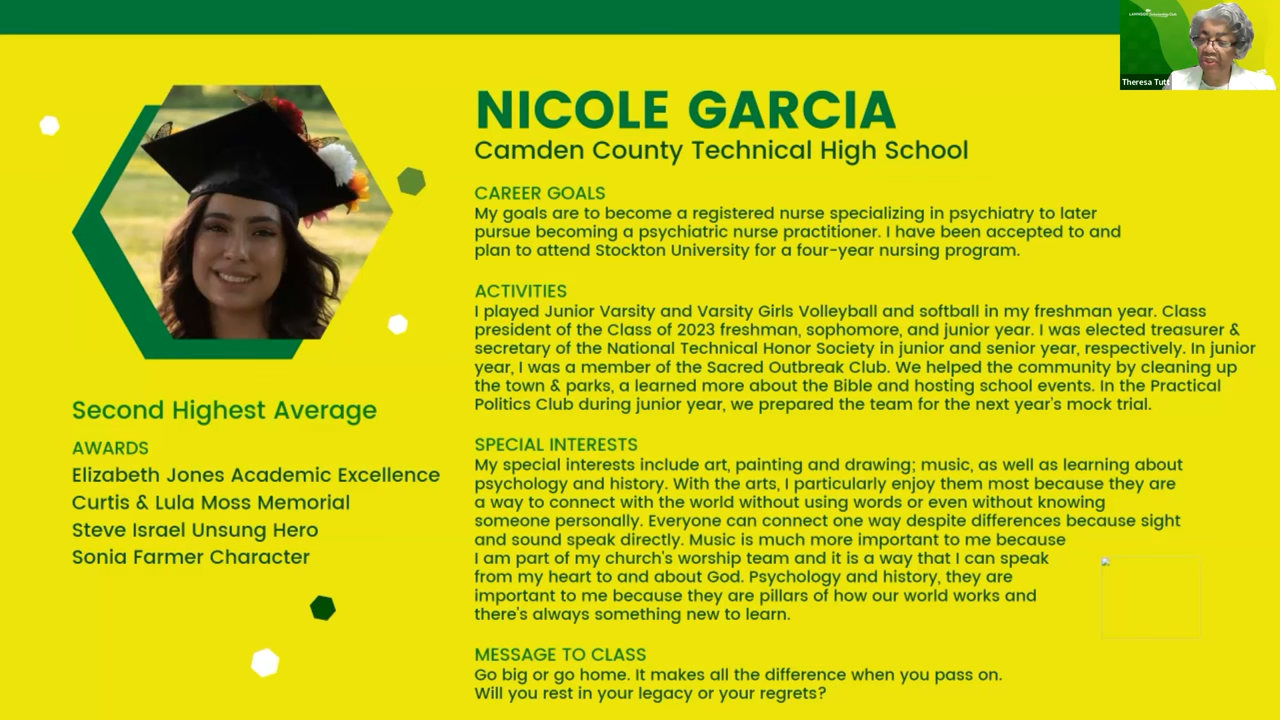 NICOLE GARCIA
Camden County Technical High School
CAREER GOALS
My goals are to become a registered nurse specializing in psychiatry to later
pursue becoming a psychiatric nurse practitioner. I have been accepted to and
plan to attend Stockton University for a four-year nursing program.
ACTIVITIES
I played Junior Varsity and Varsity Girls Volleyball and softball in my freshman year. Class
president of the Class of 2023 freshman, sophomore, and junior year. I was elected treasurer &
secretary of the National Technical Honor Society in junior and senior year, respectively. In junior
year, I was a member of the Sacred Outbreak Club. We helped the community by cleaning up
the town & parks, a learned more about the Bible and hosting school events. In the Practical
Politics Club during junior year, we prepared the team for the next year's mock trial.
SPECIAL INTERESTS
My special interests include art, painting and drawing; music, as well as learning about
psychology and history. With the arts, I particularly enjoy them most because they are
a way to connect with the world without using words or even without knowing
someone personally. Everyone can connect one way despite differences because sight
and sound speak directly. Music is much more important to me because
I am part of my church's worship team and it is a way that I can speak
from my heart to and about God. Psychology and history, they are
important to me because they are pillars of how our world works and
there's always something new to learn.
MESSAGE TO CLASS
Go big or go home. It makes all the difference when you pass on.
Will you rest in your legacy or your regrets?
Second Highest Average
AWARDS
Elizabeth Jones Academic Excellence
Curtis & Lula Moss Memorial
Steve Israel Unsung Hero
Sonia Farmer Character
Theresa Tutt